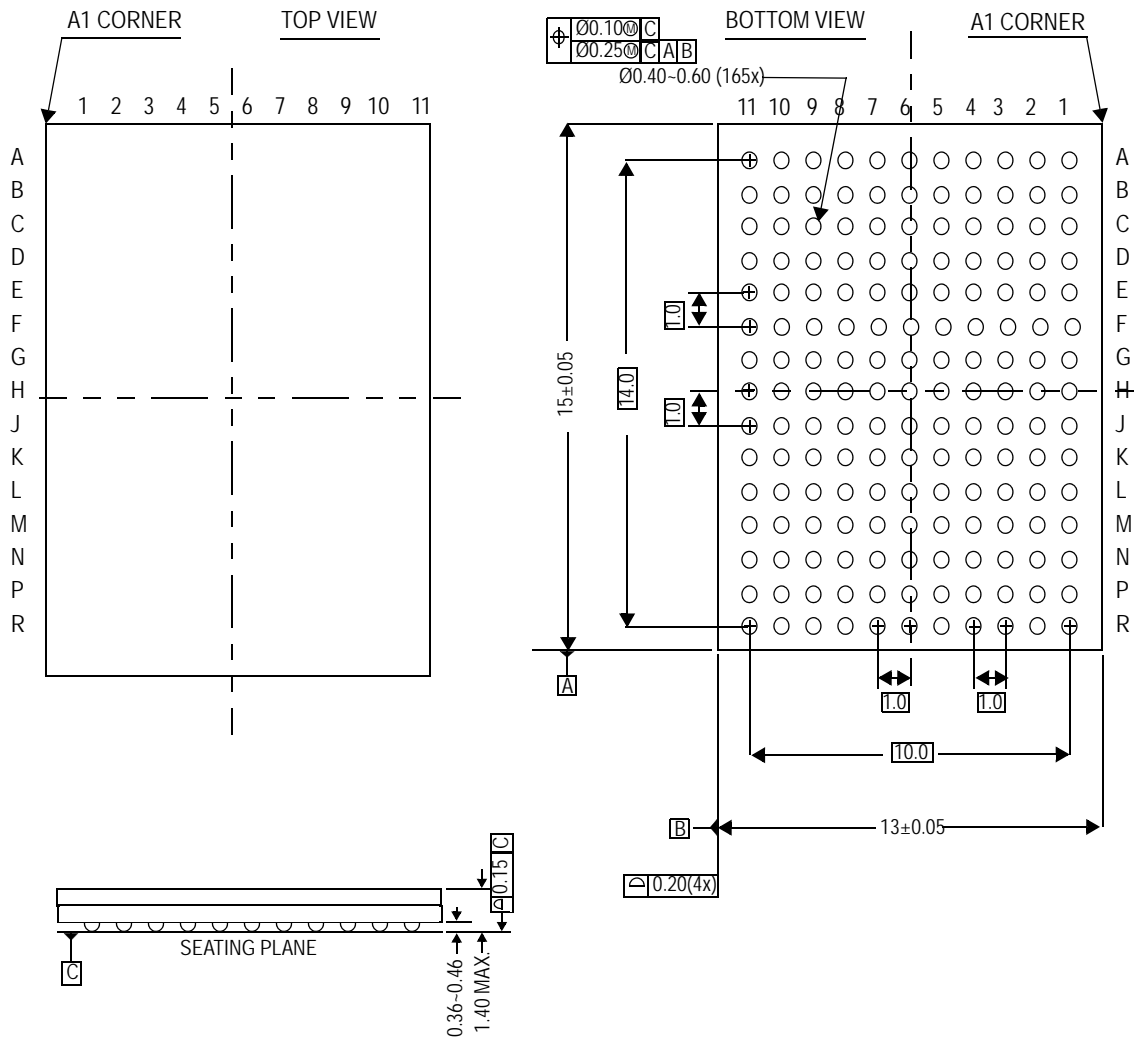 A1 CORNER
TOP VIEW
1 2 3 4 5 6 7 8 9 10 11
A
B
C
D
E
F
G
H
J
K
L
M
N
P
R
Ø0.10Ⓜ C
Ø0.25Ⓜ C A B
Ø0.40~0.60 (165x)
BOTTOM VIEW
A1 CORNER
11 10 9 8 7 6 5 4 3 2 1
A
B
C
D
E
F
G
H
J
K
L
M
N
P
R
15±0.05
14.0
1.0
1.0
A
1.0
1.0
10.0
B
13±0.05
0.20(4x)
0.15 C
SEATING PLANE
C
0.36~0.46
1.40 MAX.